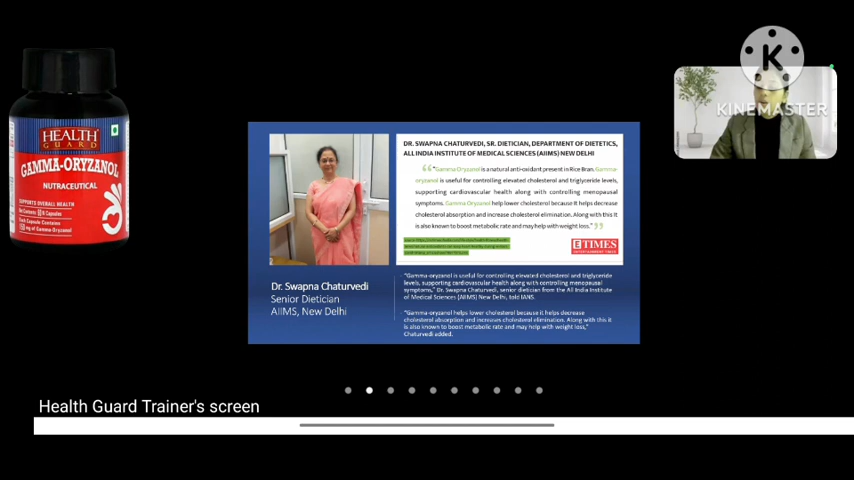 HEALTH
GUARD
GAMMA-ORYZANOL
NUTRACEUTICAL
SUPPORTS OVERALL HEALTH
Each Capsule Contains
of Gamma-Oryzanol
K
KINEMASTER
DR. SWAPNA CHATURVEDI, SR. DIETICIAN, DEPARTMENT OF DIETETICS,
ALL INDIA INSTITUTE OF MEDICAL SCIENCES (AIIMS) NEW DELHI
"Gamma Oryzanol is a natural anti-oxidant present in Rice Bran. Gamma-
oryzanol is useful for controlling elevated cholesterol and triglyceride levels,
supporting cardiovascular health along with controlling menopausal
symptoms. Gamma Oryzanol help lower cholesterol because it helps decrease
cholesterol absorption and increase cholesterol elimination. Along with this it
is also known to boost metabolic rate and may help with weight loss."
E TIMES
Dr. Swapna Chaturvedi
Senior Dietician
AIIMS, New Delhi
"Gamma-oryzanol is useful for controlling elevated cholesterol and triglyceride
levels, supporting cardiovascular health along with controlling menopausal
symptoms," Dr. Swapna Chaturvedi, senior dietician from the All India Institute
of Medical Sciences (AIIMS) New Delhi, told IANS.
"Gamma-oryzanol helps lower cholesterol because it helps decrease
cholesterol absorption and increases cholesterol elimination. Along with this it
is also known to boost metabolic rate and may help with weight loss,"
Chaturvedi added.
Health Guard Trainer's screen